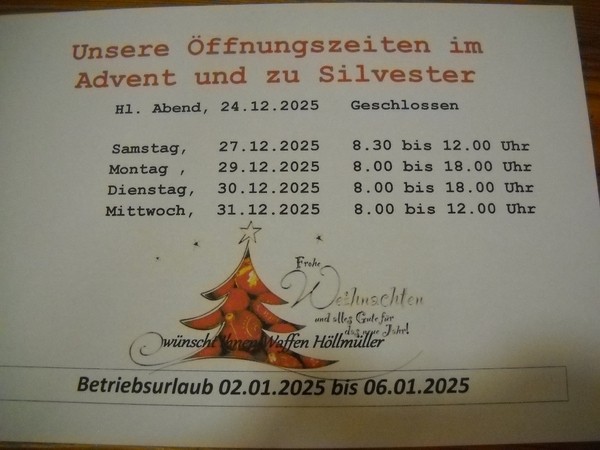 Unsere Öffnungszeiten im
Advent und zu Silvester
Hl. Abend, 24.12.2025 Geschlossen
Samstag, 27.12.2025 8.30 bis 12.00 Uhr
Montag , 29.12.2025 8.00 bis 18.00 Uhr
Dienstag, 30.12.2025 8.00 bis 18.00 Uhr
Mittwoch, 31.12.2025 8.00 bis 12.00 Uhr
Frohe
Weihnachten
und alles Gute für
das neue Jahr!
wünscht Ihnen Waffen Höllmüller
Betriebsurlaub 02.01.2025 bis 06.01.2025